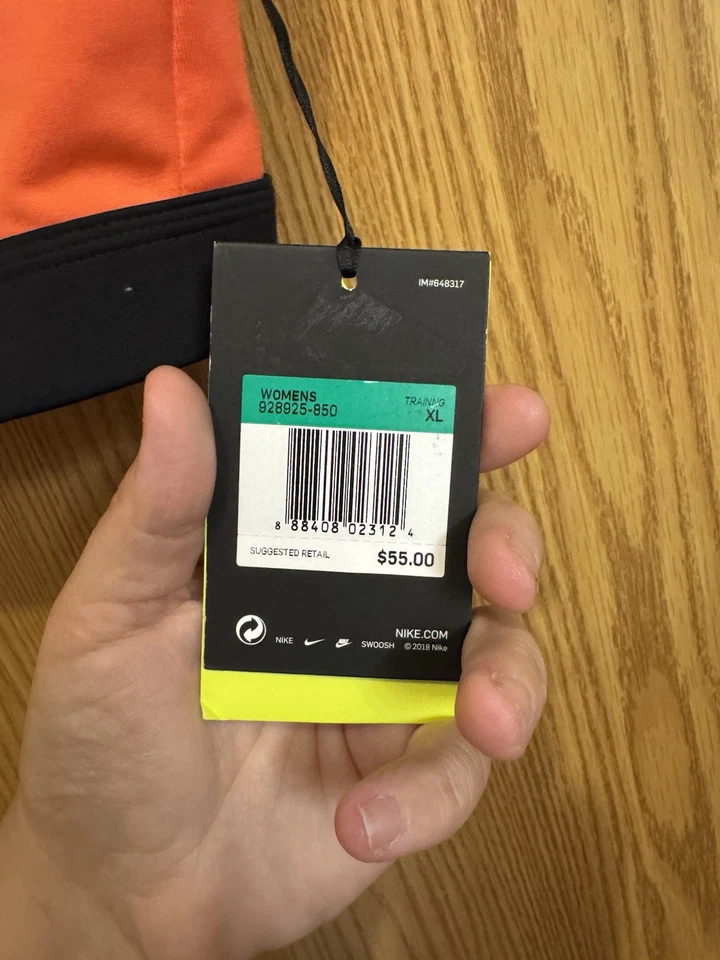 IM#648317
WOMENS
928925-850
TRAINING
XL
8 88408 02312 4
SUGGESTED RETAIL $55.00
NIKE.COM
NIKE SWOOSH © 2018 Nike